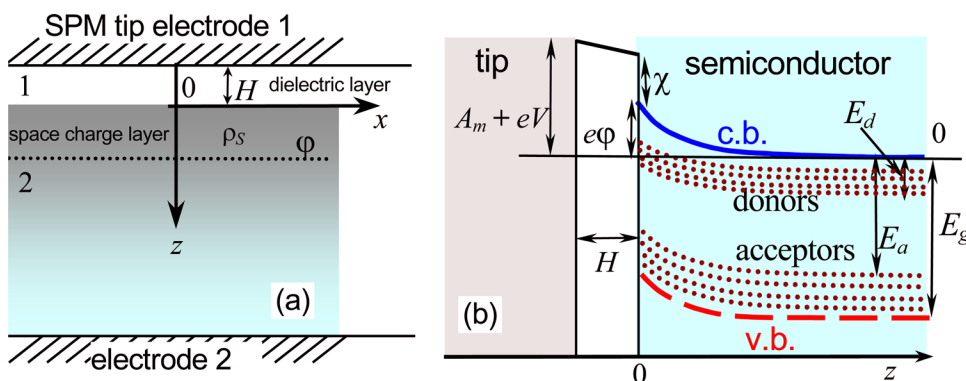 SPM tip electrode 1
1
0
H
dielectric layer
x
space charge layer
ρS
φ
2
z
(a)
electrode 2
tip
semiconductor
χ
Am + eV
eφ
c.b.
Ed
0
donors
acceptors
Ea
Eg
H
(b)
v.b.
0
z